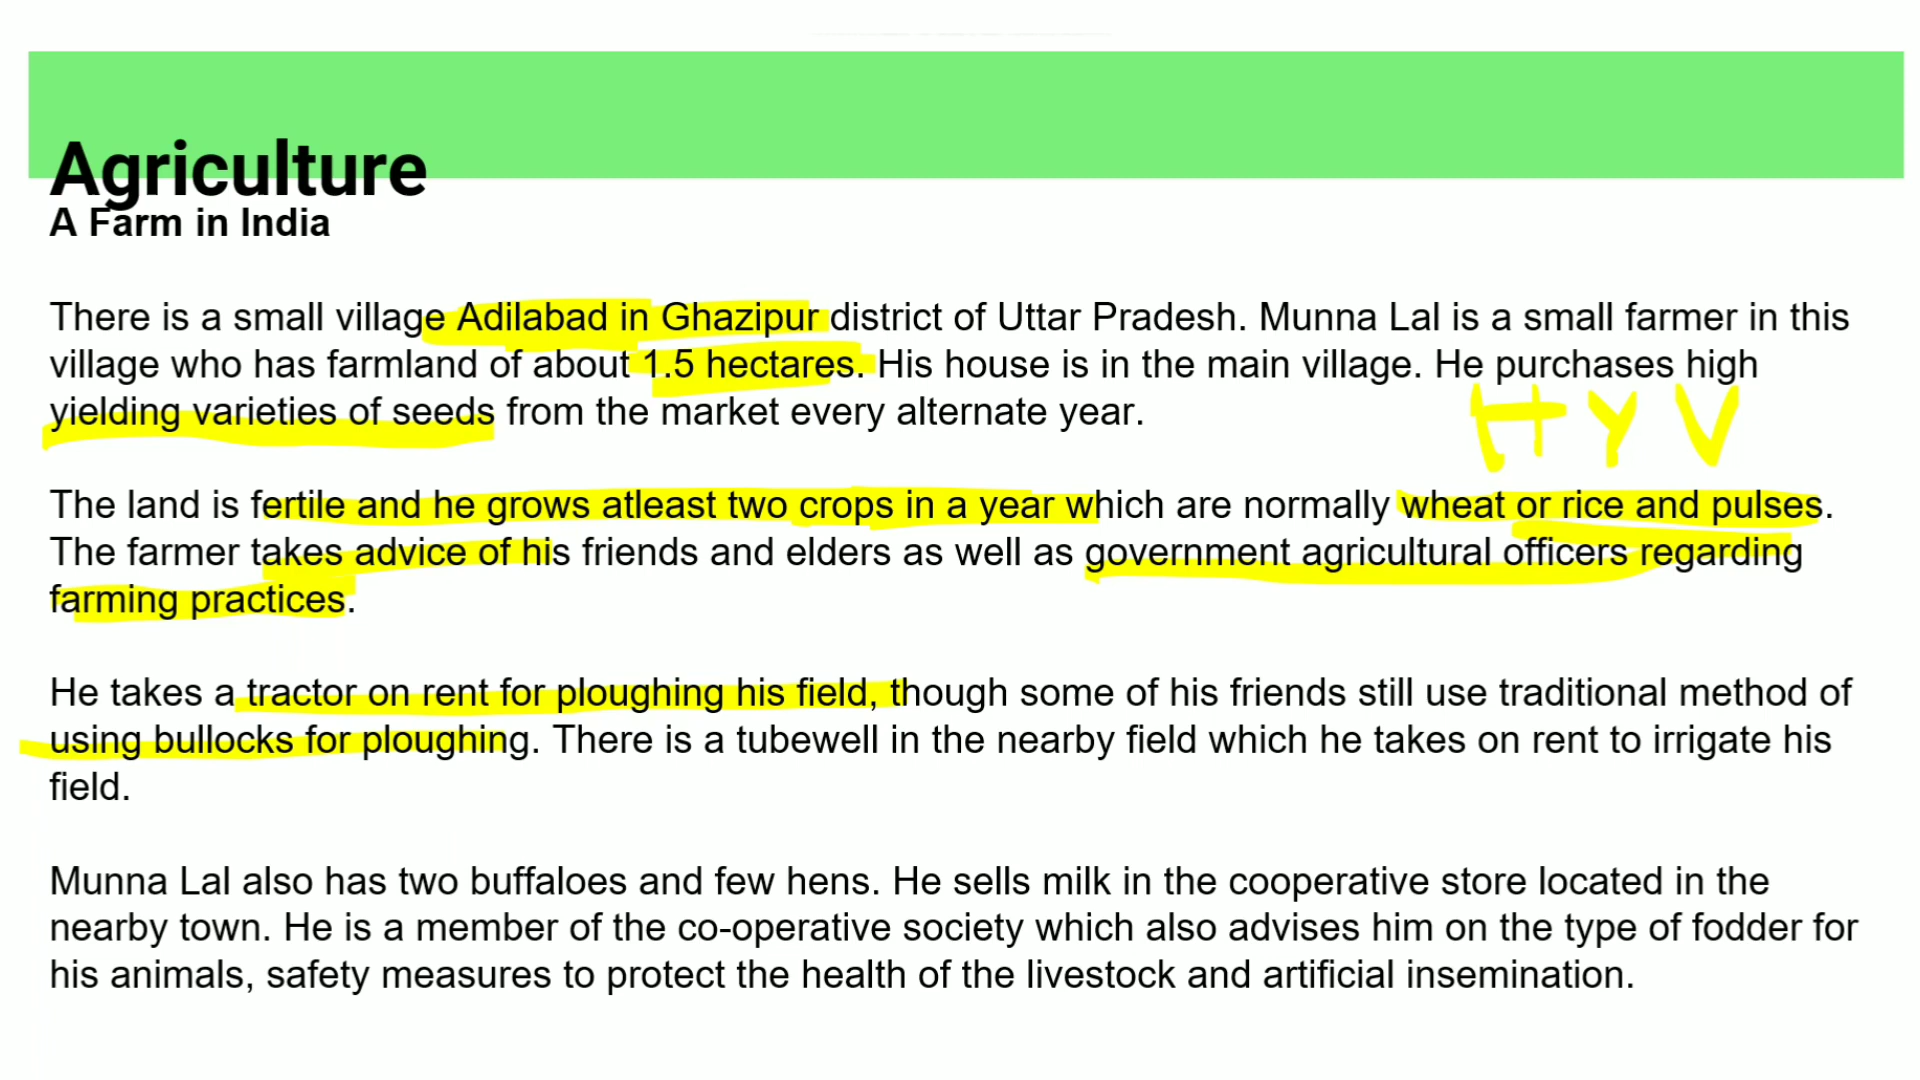 Agriculture
A Farm in India
There is a small village Adilabad in Ghazipur district of Uttar Pradesh. Munna Lal is a small farmer in this
village who has farmland of about 1.5 hectares. His house is in the main village. He purchases high
yielding varieties of seeds from the market every alternate year.
H Y V
The land is fertile and he grows atleast two crops in a year which are normally wheat or rice and pulses.
The farmer takes advice of his friends and elders as well as government agricultural officers regarding
farming practices.
He takes a tractor on rent for ploughing his field, though some of his friends still use traditional method of
using bullocks for ploughing. There is a tubewell in the nearby field which he takes on rent to irrigate his
field.
Munna Lal also has two buffaloes and few hens. He sells milk in the cooperative store located in the
nearby town. He is a member of the co-operative society which also advises him on the type of fodder for
his animals, safety measures to protect the health of the livestock and artificial insemination.